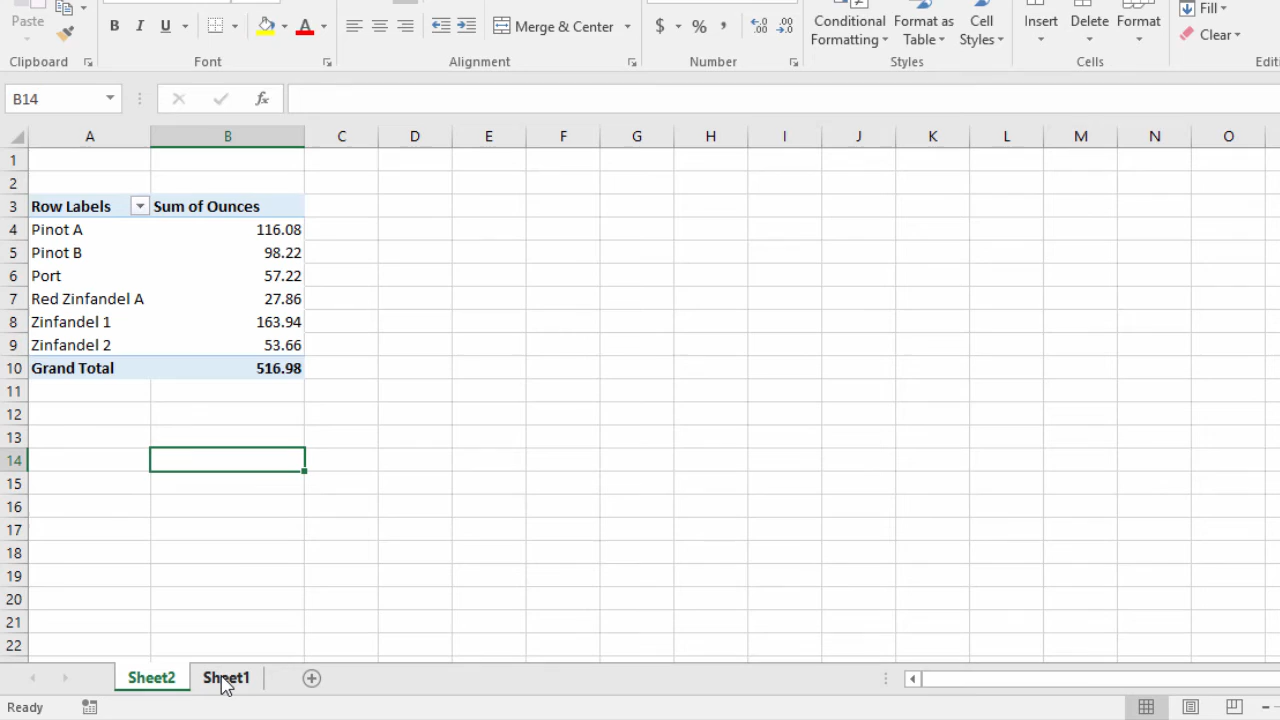 Paste
B I U
Merge & Center
$ % ,
.00 .0
Conditional Formatting
Format as Table
Cell Styles
Insert
Delete
Format
Fill
Clear
Clipboard
Font
Alignment
Number
Styles
Cells
Editi
B14
fx
A B C D E F G H I J K L M N O
1
2
3 Row Labels Sum of Ounces
4 Pinot A 116.08
5 Pinot B 98.22
6 Port 57.22
7 Red Zinfandel A 27.86
8 Zinfandel 1 163.94
9 Zinfandel 2 53.66
10 Grand Total 516.98
11
12
13
14
15
16
17
18
19
20
21
22
Sheet2 Sheet1
Ready